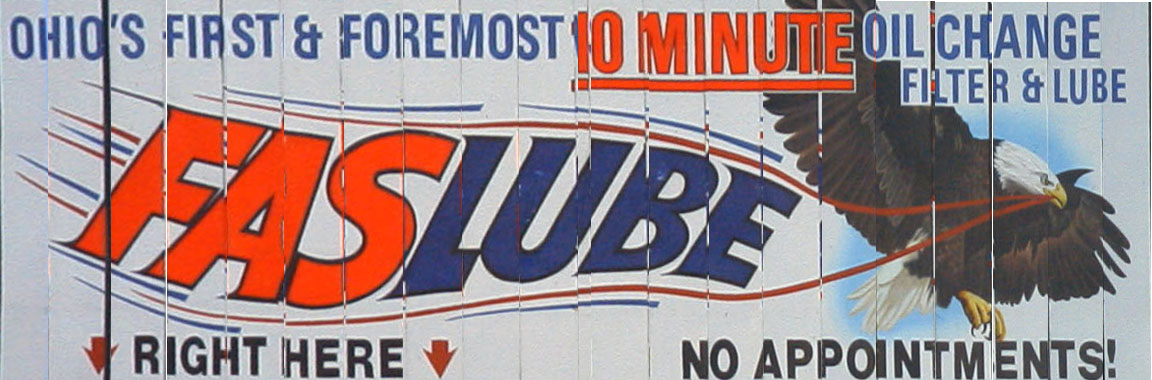 OHIO'S FIRST & FOREMOST 10 MINUTE OIL CHANGE
FILTER & LUBE
FASLUBE
RIGHT HERE NO APPOINTMENTS!